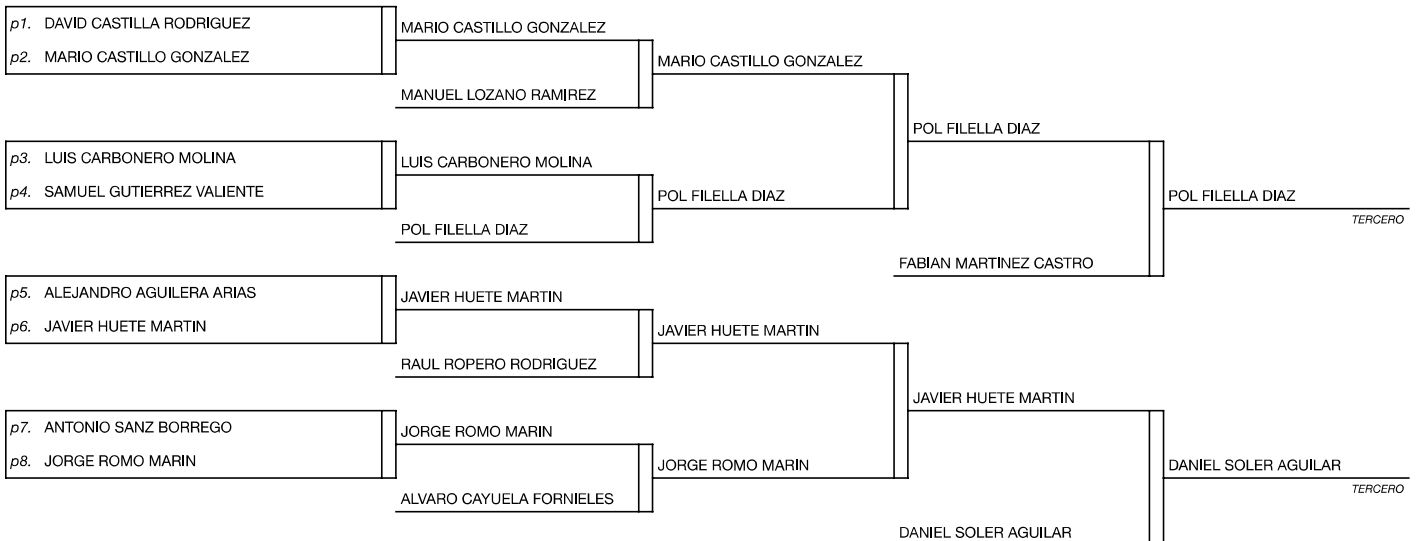 p1. DAVID CASTILLA RODRIGUEZ
p2. MARIO CASTILLO GONZALEZ
MARIO CASTILLO GONZALEZ
MANUEL LOZANO RAMIREZ
MARIO CASTILLO GONZALEZ
p3. LUIS CARBONERO MOLINA
p4. SAMUEL GUTIERREZ VALIENTE
LUIS CARBONERO MOLINA
POL FILELLA DIAZ
POL FILELLA DIAZ
POL FILELLA DIAZ
FABIAN MARTINEZ CASTRO
POL FILELLA DIAZ
TERCERO
p5. ALEJANDRO AGUILERA ARIAS
p6. JAVIER HUETE MARTIN
JAVIER HUETE MARTIN
RAUL ROPERO RODRIGUEZ
JAVIER HUETE MARTIN
p7. ANTONIO SANZ BORREGO
p8. JORGE ROMO MARIN
JORGE ROMO MARIN
ALVARO CAYUELA FORNIELES
JORGE ROMO MARIN
JAVIER HUETE MARTIN
DANIEL SOLER AGUILAR
DANIEL SOLER AGUILAR
TERCERO